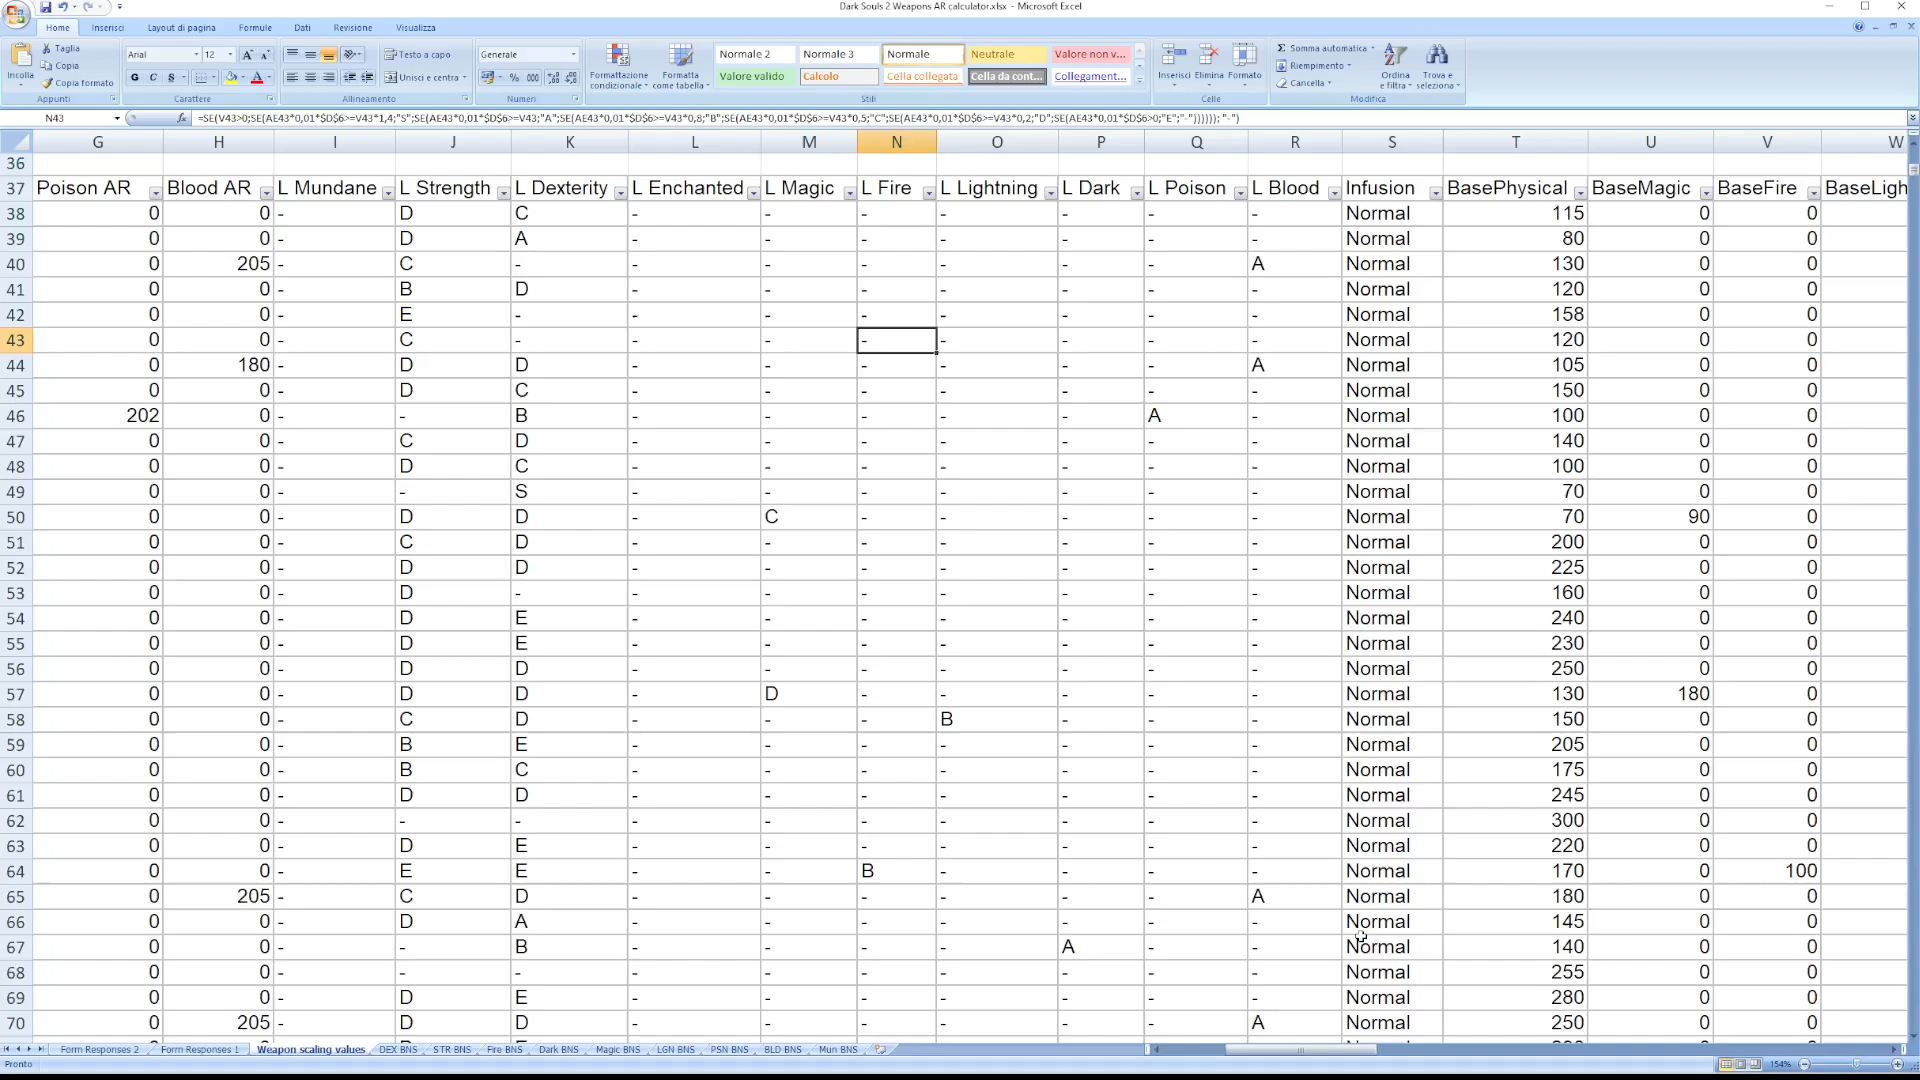 Dark Souls 2 Weapons AR calculator.xlsx - Microsoft Excel
Home Inserisci Layout di pagina Formule Dati Revisione Visualizza
Incolla Taglia Copia Copia formato Appunti
Arial 12 G C S Carattere
Testo a capo Unisci e centra Allineamento
Generale % 000 Numeri
Formattazione condizionale Formatta come tabella
Normale 2 Normale 3 Normale Neutrale Valore non v...
Valore valido Calcolo Cella collegata Cella da cont... Collegament...
Stili
Inserisci Elimina Formato Celle
Somma automatica Riempimento Cancella Ordina e filtra Trova e seleziona Modifica
N43 fx =SE(V43>0;SE(AE43*0,01*$D$6>=V43*1,4;"S";SE(AE43*0,01*$D$6>=V43;"A";SE(AE43*0,01*$D$6>=V43*0,8;"B";SE(AE43*0,01*$D$6>=V43*0,5;"C";SE(AE43*0,01*$D$6>=V43*0,2;"D";SE(AE43*0,01*$D$6>0;"E";"-")))))); "-")
G H I J K L M N O P Q R S T U V W
36
37 Poison AR Blood AR L Mundane L Strength L Dexterity L Enchanted L Magic L Fire L Lightning L Dark L Poison L Blood Infusion BasePhysical BaseMagic BaseFire BaseLigh
38 0 0 - D C - - - - - - - Normal 115 0 0
39 0 0 - D A - - - - - - - Normal 80 0 0
40 0 205 - C - - - - - - - A Normal 130 0 0
41 0 0 - B D - - - - - - - Normal 120 0 0
42 0 0 - E - - - - - - - - Normal 158 0 0
43 0 0 - C - - - - - - - - Normal 120 0 0
44 0 180 - D D - - - - - - A Normal 105 0 0
45 0 0 - D C - - - - - - - Normal 150 0 0
46 202 0 - - B - - - - - A - Normal 100 0 0
47 0 0 - C D - - - - - - - Normal 140 0 0
48 0 0 - D C - - - - - - - Normal 100 0 0
49 0 0 - - S - - - - - - - Normal 70 0 0
50 0 0 - D D - C - - - - - Normal 70 90 0
51 0 0 - C D - - - - - - - Normal 200 0 0
52 0 0 - D D - - - - - - - Normal 225 0 0
53 0 0 - D - - - - - - - - Normal 160 0 0
54 0 0 - D E - - - - - - - Normal 240 0 0
55 0 0 - D E - - - - - - - Normal 230 0 0
56 0 0 - D D - - - - - - - Normal 250 0 0
57 0 0 - D D - D - - - - - Normal 130 180 0
58 0 0 - C D - - - B - - - Normal 150 0 0
59 0 0 - B E - - - - - - - Normal 205 0 0
60 0 0 - B C - - - - - - - Normal 175 0 0
61 0 0 - D D - - - - - - - Normal 245 0 0
62 0 0 - - - - - - - - - - Normal 300 0 0
63 0 0 - D E - - - - - - - Normal 220 0 0
64 0 0 - E E - - B - - - - Normal 170 0 100
65 0 205 - C D - - - - - - A Normal 180 0 0
66 0 0 - D A - - - - - - - Normal 145 0 0
67 0 0 - - B - - - - A - - Normal 140 0 0
68 0 0 - - - - - - - - - - Normal 255 0 0
69 0 0 - D E - - - - - - - Normal 280 0 0
70 0 205 - D D - - - - - - A Normal 250 0 0
Form Responses 2 Form Responses 1 Weapon scaling values DEX BNS STR BNS Fire BNS Dark BNS Magic BNS LGN BNS PSN BNS BLD BNS Mun BNS
Pronto 154%